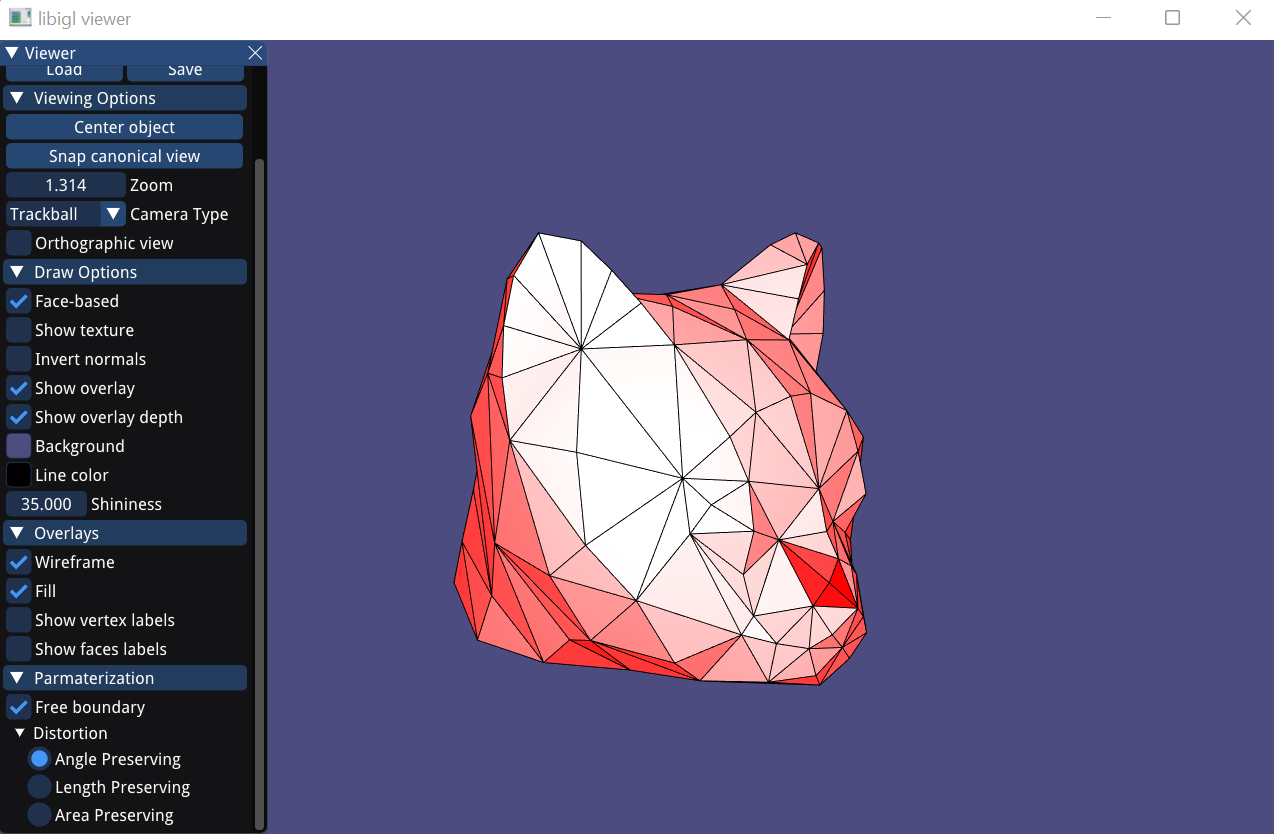 libigl viewer
Viewer
Load Save
Viewing Options
Center object
Snap canonical view
1.314 Zoom
Trackball Camera Type
Orthographic view
Draw Options
Face-based
Show texture
Invert normals
Show overlay
Show overlay depth
Background
Line color
35.000 Shininess
Overlays
Wireframe
Fill
Show vertex labels
Show faces labels
Parmaterization
Free boundary
Distortion
Angle Preserving
Length Preserving
Area Preserving